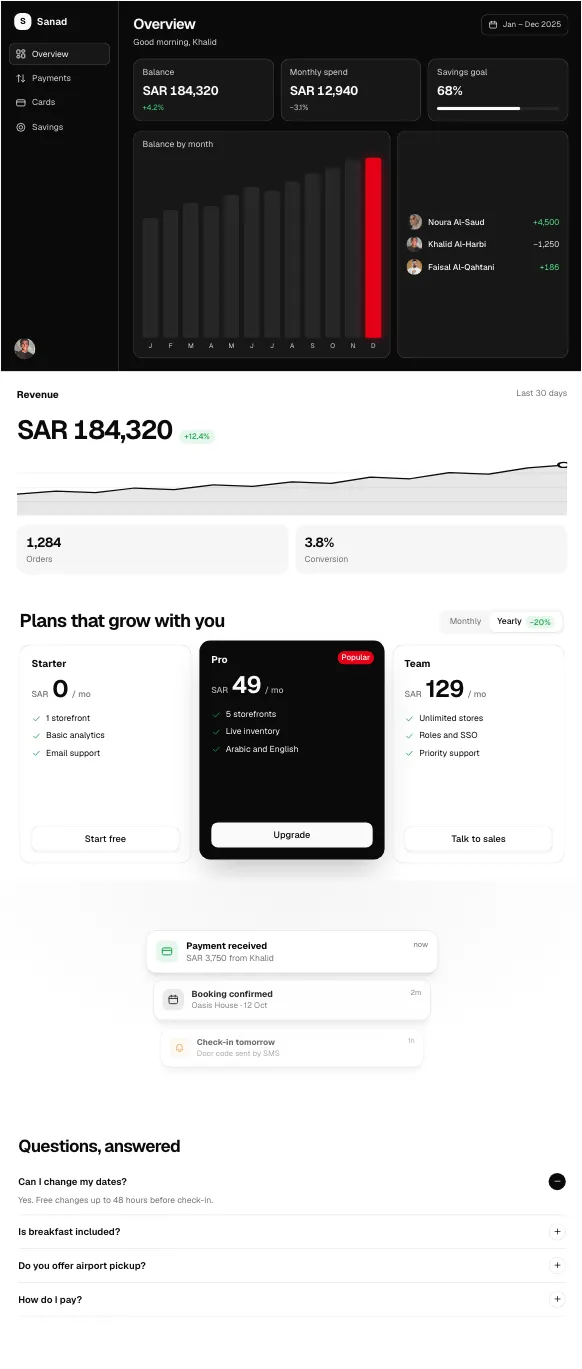 S Sanad
Overview
Payments
Cards
Savings
Overview
Good morning, Khalid
Jan – Dec 2025
Balance
SAR 184,320
+4.2%
Monthly spend
SAR 12,940
−3.1%
Savings goal
68%
Balance by month
J F M A M J J A S O N D
Noura Al-Saud +4,500
Khalid Al-Harbi −1,250
Faisal Al-Qahtani +186
Revenue Last 30 days
SAR 184,320 +12.4%
1,284
Orders
3.8%
Conversion
Plans that grow with you
Monthly Yearly −20%
Starter
SAR 0 / mo
1 storefront
Basic analytics
Email support
Start free
Pro Popular
SAR 49 / mo
5 storefronts
Live inventory
Arabic and English
Upgrade
Team
SAR 129 / mo
Unlimited stores
Roles and SSO
Priority support
Talk to sales
Payment received now
SAR 3,750 from Khalid
Booking confirmed 2m
Oasis House · 12 Oct
Check-in tomorrow 1h
Door code sent by SMS
Questions, answered
Can I change my dates?
Yes. Free changes up to 48 hours before check-in.
Is breakfast included?
Do you offer airport pickup?
How do I pay?